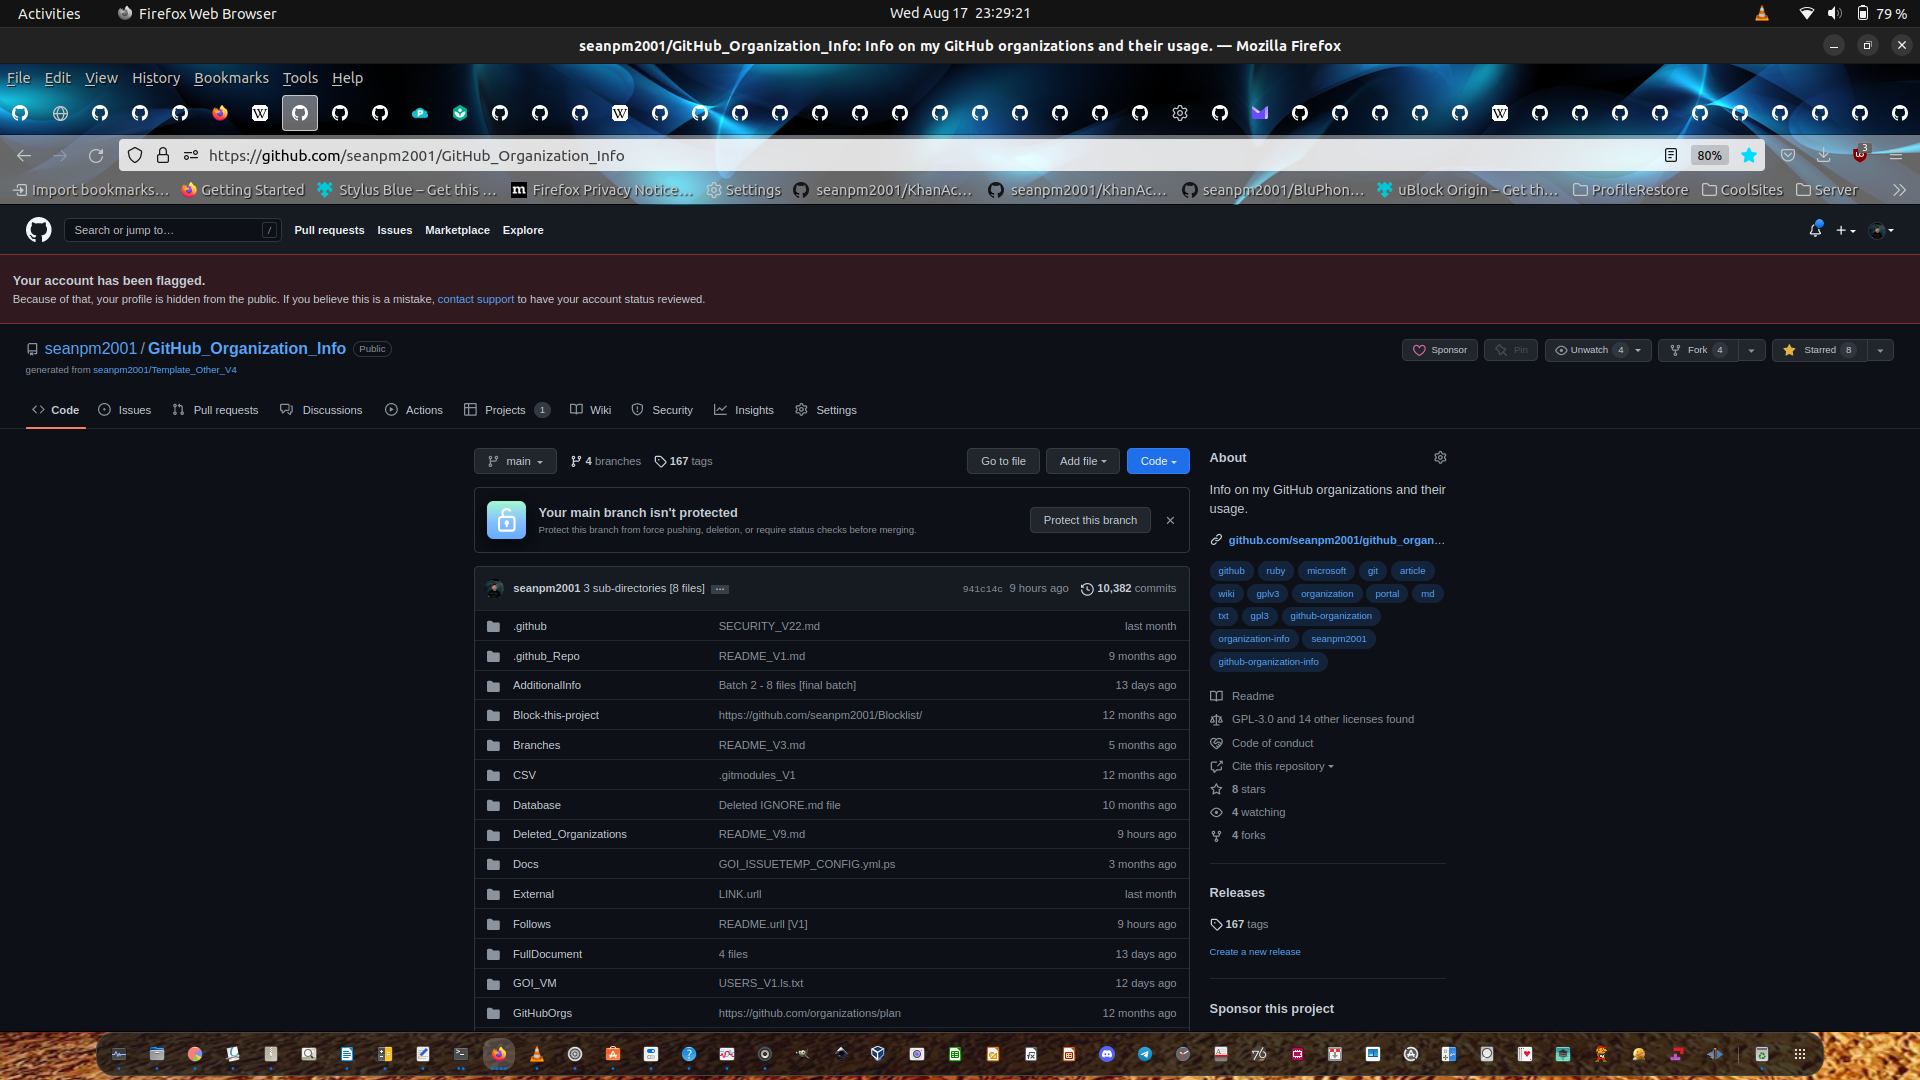 Activities
Firefox Web Browser
Wed Aug 17 23:29:21
79 %
seanpm2001/GitHub_Organization_Info: Info on my GitHub organizations and their usage. — Mozilla Firefox
File Edit View History Bookmarks Tools Help
https://github.com/seanpm2001/GitHub_Organization_Info
80%
3
Import bookmarks... Getting Started Stylus Blue – Get this ... Firefox Privacy Notice... Settings seanpm2001/KhanAc... seanpm2001/KhanAc... seanpm2001/BluPhon... uBlock Origin – Get th... ProfileRestore CoolSites Server
Search or jump to... / Pull requests Issues Marketplace Explore
Your account has been flagged.
Because of that, your profile is hidden from the public. If you believe this is a mistake, contact support to have your account status reviewed.
seanpm2001 / GitHub_Organization_Info Public
Sponsor Pin Unwatch 4 Fork 4 Starred 8
generated from seanpm2001/Template_Other_V4
Code Issues Pull requests Discussions Actions Projects 1 Wiki Security Insights Settings
main 4 branches 167 tags Go to file Add file Code
Your main branch isn't protected
Protect this branch from force pushing, deletion, or require status checks before merging.
Protect this branch
seanpm2001 3 sub-directories [8 files] ... 941c14c 9 hours ago 10,382 commits
.github SECURITY_V22.md last month
.github_Repo README_V1.md 9 months ago
AdditionalInfo Batch 2 - 8 files [final batch] 13 days ago
Block-this-project https://github.com/seanpm2001/Blocklist/ 12 months ago
Branches README_V3.md 5 months ago
CSV .gitmodules_V1 12 months ago
Database Deleted IGNORE.md file 10 months ago
Deleted_Organizations README_V9.md 9 hours ago
Docs GOI_ISSUETEMP_CONFIG.yml.ps 3 months ago
External LINK.urll last month
Follows README.urll [V1] 9 hours ago
FullDocument 4 files 13 days ago
GOI_VM USERS_V1.ls.txt 12 days ago
GitHubOrgs https://github.com/organizations/plan 12 months ago
About
Info on my GitHub organizations and their
usage.
github.com/seanpm2001/github_organ...
github ruby microsoft git article
wiki gplv3 organization portal md
txt gpl3 github-organization
organization-info seanpm2001
github-organization-info
Readme
GPL-3.0 and 14 other licenses found
Code of conduct
Cite this repository
8 stars
4 watching
4 forks
Releases
167 tags
Create a new release
Sponsor this project